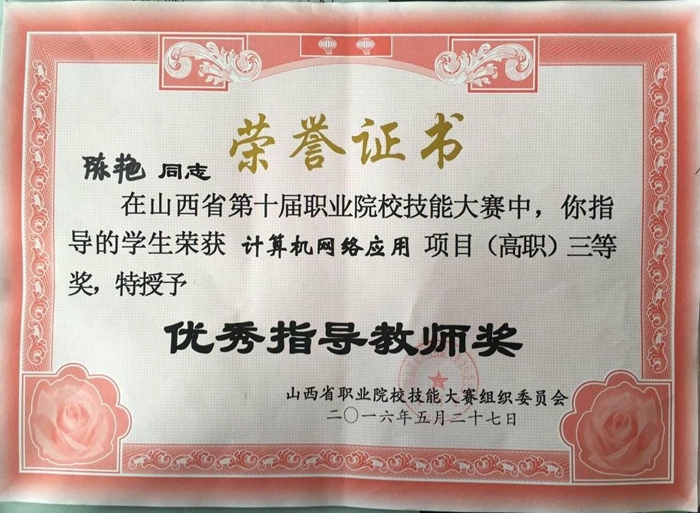 荣誉证书
陈艳 同志
在山西省第十届职业院校技能大赛中，你指
导的学生荣获 计算机网络应用 项目（高职）三等
奖，特授予
优秀指导教师奖
山西省职业院校技能大赛组织委员会
二〇一六年五月二十七日